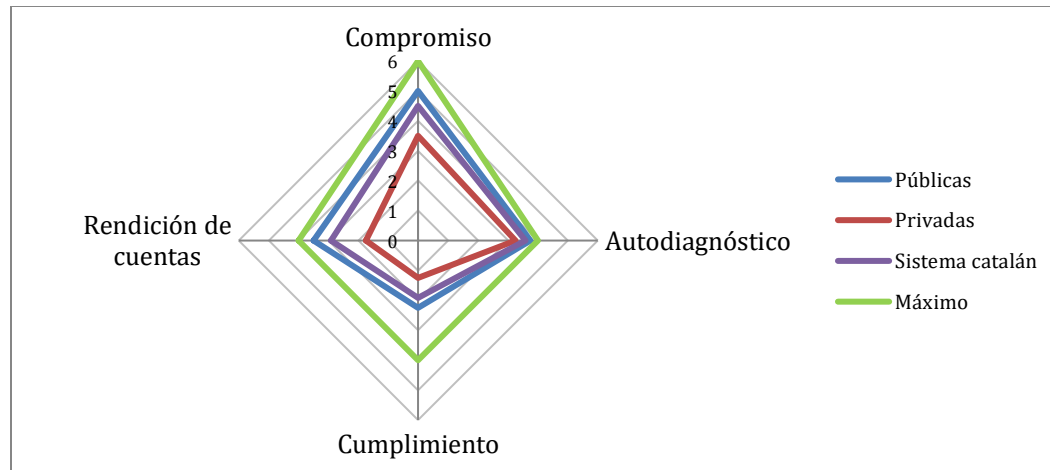 Compromiso
6
5
4
3
2
1
0
Rendición de
cuentas
Autodiagnóstico
Cumplimiento
Públicas
Privadas
Sistema catalán
Máximo